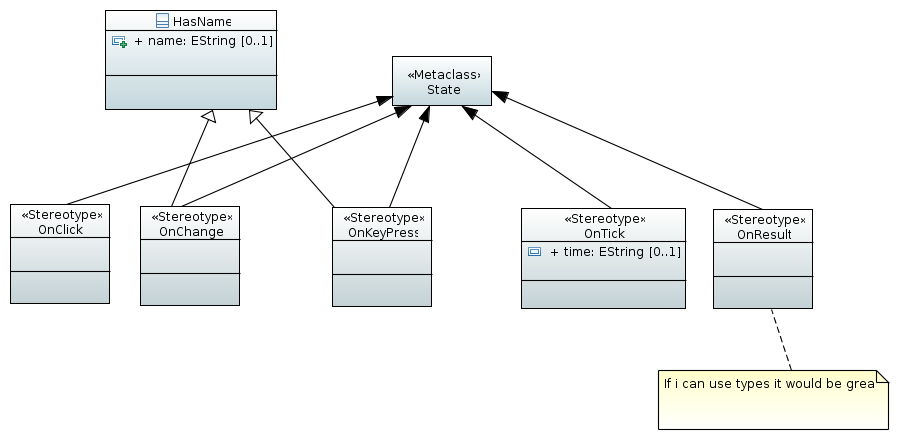 HasName
+ name: EString [0..1]
«Metaclass›
State
«Stereotype»
OnClick
«Stereotype»
OnChange
«Stereotype»
OnKeyPress
«Stereotype»
OnTick
+ time: EString [0..1]
«Stereotype»
OnResult
If i can use types it would be grea